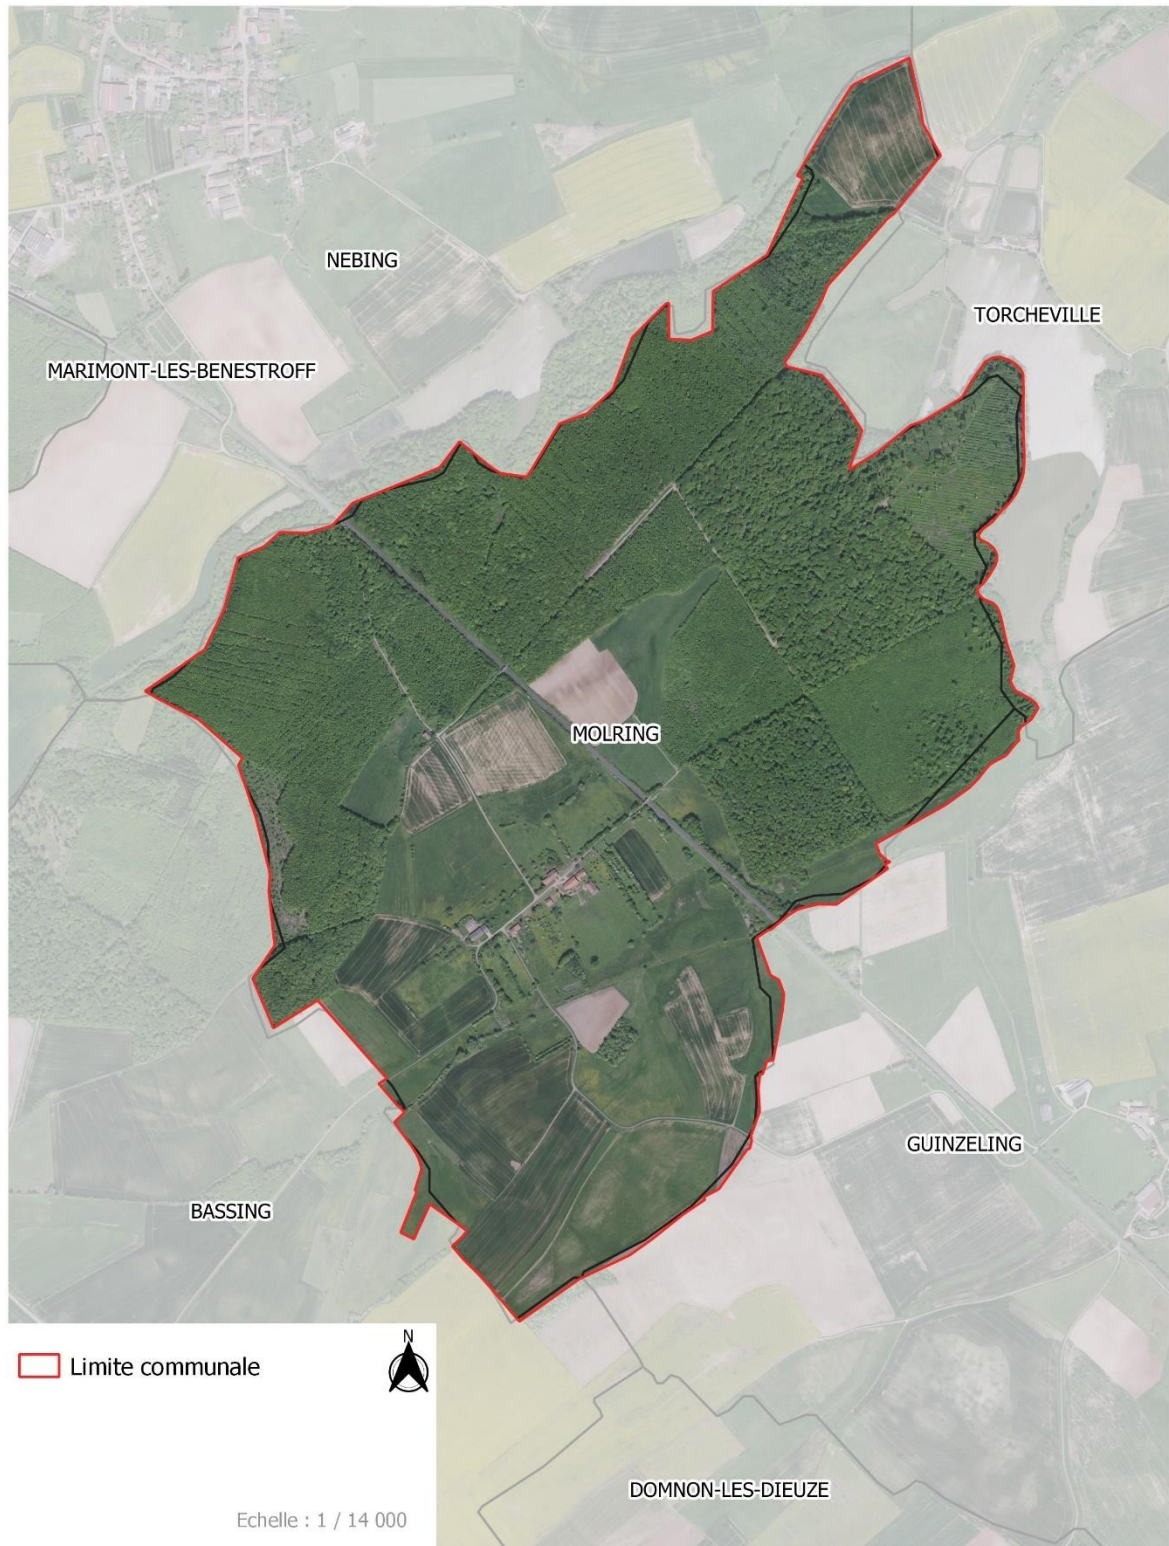 NEBING
TORCHEVILLE
MARIMONT-LES-BENESTROFF
MOLRING
GUINZELING
BASSING
N
Limite communale
DOMNON-LES-DIEUZE
Echelle : 1 / 14 000